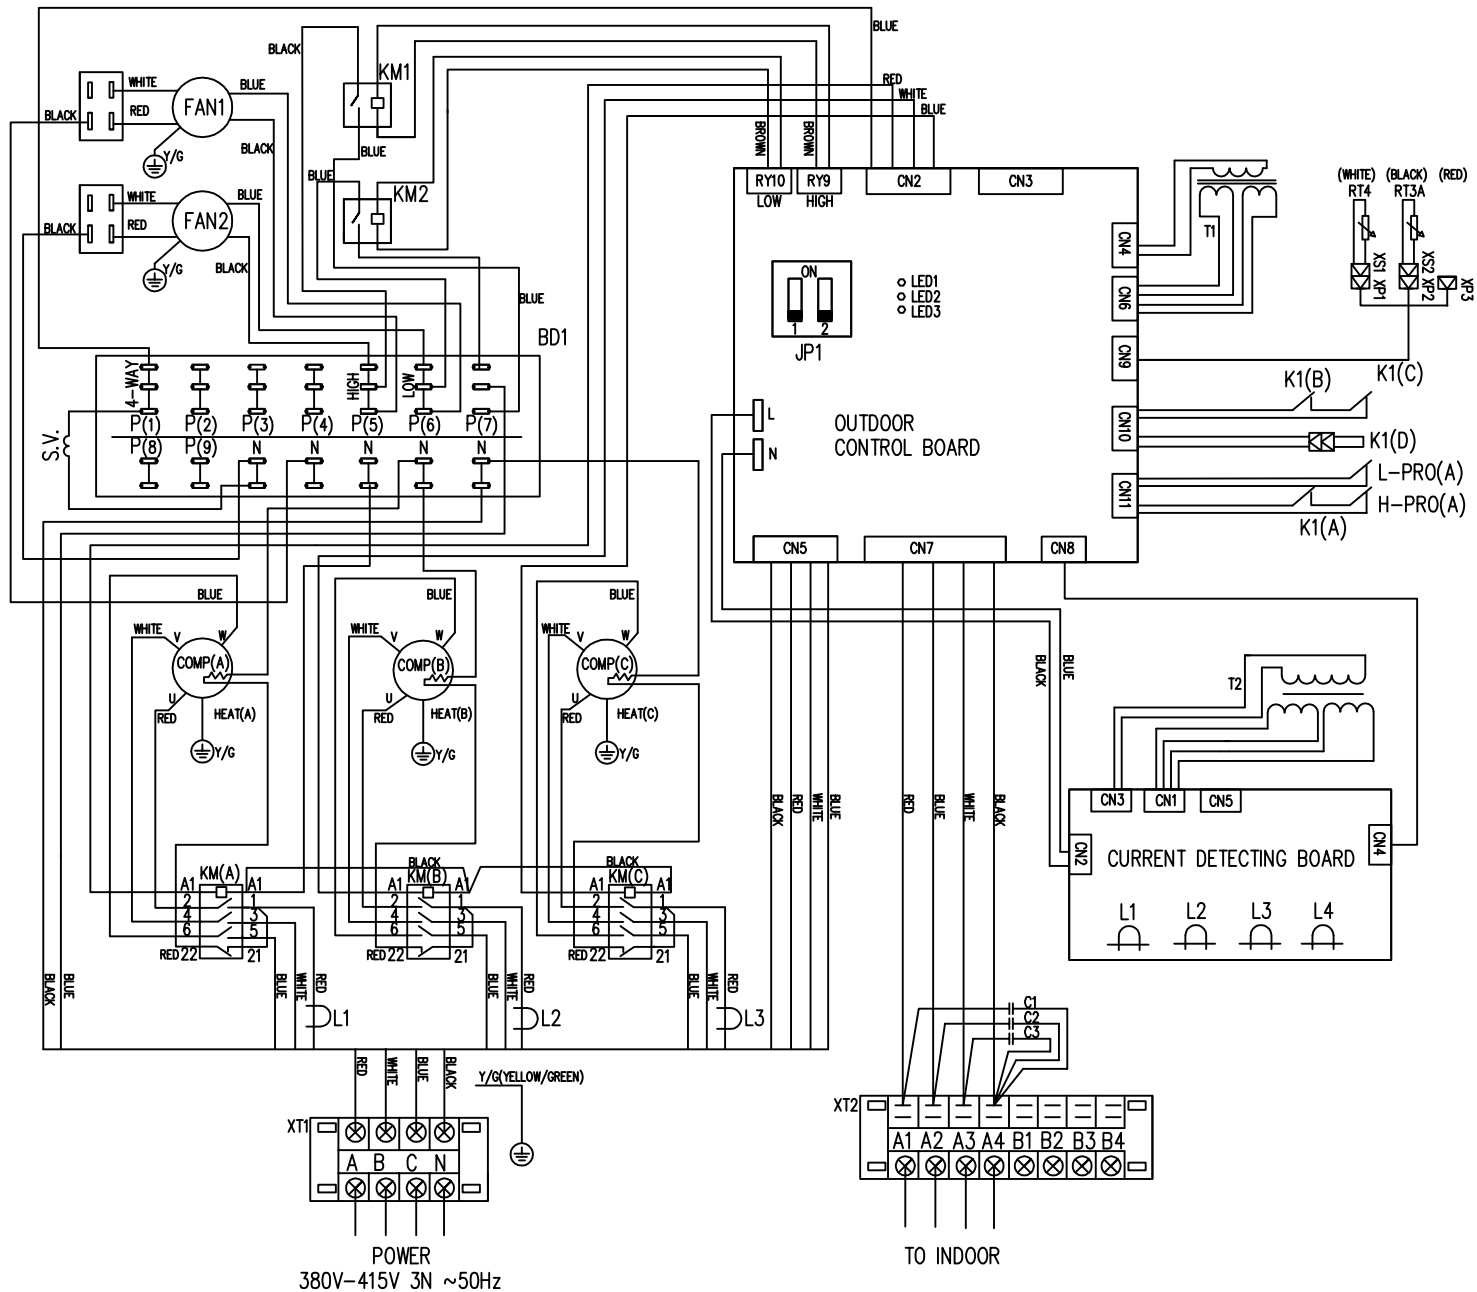 BLUE
BLACK
KM1
WHITE
BLUE
RED
WHITE
BLUE
BLACK
RED
FAN1
Y/G
BLACK
BLUE
BROWN
BROWN
WHITE
BLUE
BLUE
KM2
BLACK
RED
FAN2
Y/G
BLACK
BLUE
RY10
RY9
CN2
CN3
LOW
HIGH
(WHITE) (BLACK) (RED)
RT4
RT3A
T1
CN4
CN6
CN9
CN10
CN11
XS1 XP1
XS2 XP2
XP3
ON
1
2
JP1
LED1
LED2
LED3
BD1
4-WAY
HIGH
LOW
P(1)
P(2)
P(3)
P(4)
P(5)
P(6)
P(7)
P(8)
P(9)
N
N
N
N
N
S.V.
L
N
OUTDOOR
CONTROL BOARD
K1(B)
K1(C)
K1(D)
L-PRO(A)
H-PRO(A)
K1(A)
CN5
CN7
CN8
BLUE
BLUE
BLUE
WHITE
V
W
WHITE
V
W
WHITE
V
W
COMP(A)
COMP(B)
COMP(C)
U
RED
HEAT(A)
U
RED
HEAT(B)
U
RED
HEAT(C)
Y/G
Y/G
Y/G
BLACK
BLUE
T2
BLACK
RED
WHITE
BLUE
RED
BLUE
WHITE
BLACK
CN3
CN1
CN5
CN2
CN4
CURRENT DETECTING BOARD
L1
L2
L3
L4
KM(A)
BLACK
KM(B)
BLACK
KM(C)
A1
A1
A1
A1
A1
A1
2
1
2
1
2
1
4
3
4
3
4
3
6
5
6
5
6
5
RED 22
21
RED 22
21
RED 22
21
BLACK
BLUE
BLUE
WHITE
RED
L1
BLUE
WHITE
RED
L2
BLUE
WHITE
RED
L3
C1
C2
C3
RED
WHITE
BLUE
BLACK
Y/G(YELLOW/GREEN)
XT1
A
B
C
N
XT2
A1
A2
A3
A4
B1
B2
B3
B4
POWER
380V-415V 3N ~50Hz
TO INDOOR